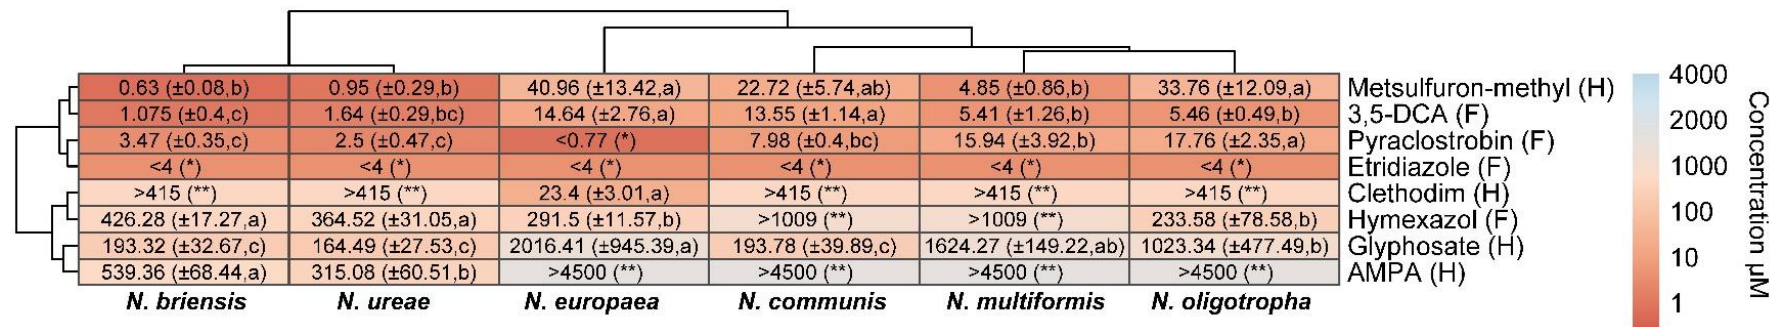 0.63 (±0.08,b) 0.95 (±0.29,b) 40.96 (±13.42,a) 22.72 (±5.74,ab) 4.85 (±0.86,b) 33.76 (±12.09,a) Metsulfuron-methyl (H)
1.075 (±0.4,c) 1.64 (±0.29,bc) 14.64 (±2.76,a) 13.55 (±1.14,a) 5.41 (±1.26,b) 5.46 (±0.49,b) 3,5-DCA (F)
3.47 (±0.35,c) 2.5 (±0.47,c) <0.77 (*) 7.98 (±0.4,bc) 15.94 (±3.92,b) 17.76 (±2.35,a) Pyraclostrobin (F)
<4 (*) <4 (*) <4 (*) <4 (*) <4 (*) <4 (*) Etridiazole (F)
>415 (**) >415 (**) 23.4 (±3.01,a) >415 (**) >415 (**) >415 (**) Clethodim (H)
426.28 (±17.27,a) 364.52 (±31.05,a) 291.5 (±11.57,b) >1009 (**) >1009 (**) 233.58 (±78.58,b) Hymexazol (F)
193.32 (±32.67,c) 164.49 (±27.53,c) 2016.41 (±945.39,a) 193.78 (±39.89,c) 1624.27 (±149.22,ab) 1023.34 (±477.49,b) Glyphosate (H)
539.36 (±68.44,a) 315.08 (±60.51,b) >4500 (**) >4500 (**) >4500 (**) >4500 (**) AMPA (H)
N. briensis N. ureae N. europaea N. communis N. multiformis N. oligotropha
4000
2000
1000
100
10
1
Concentration µM